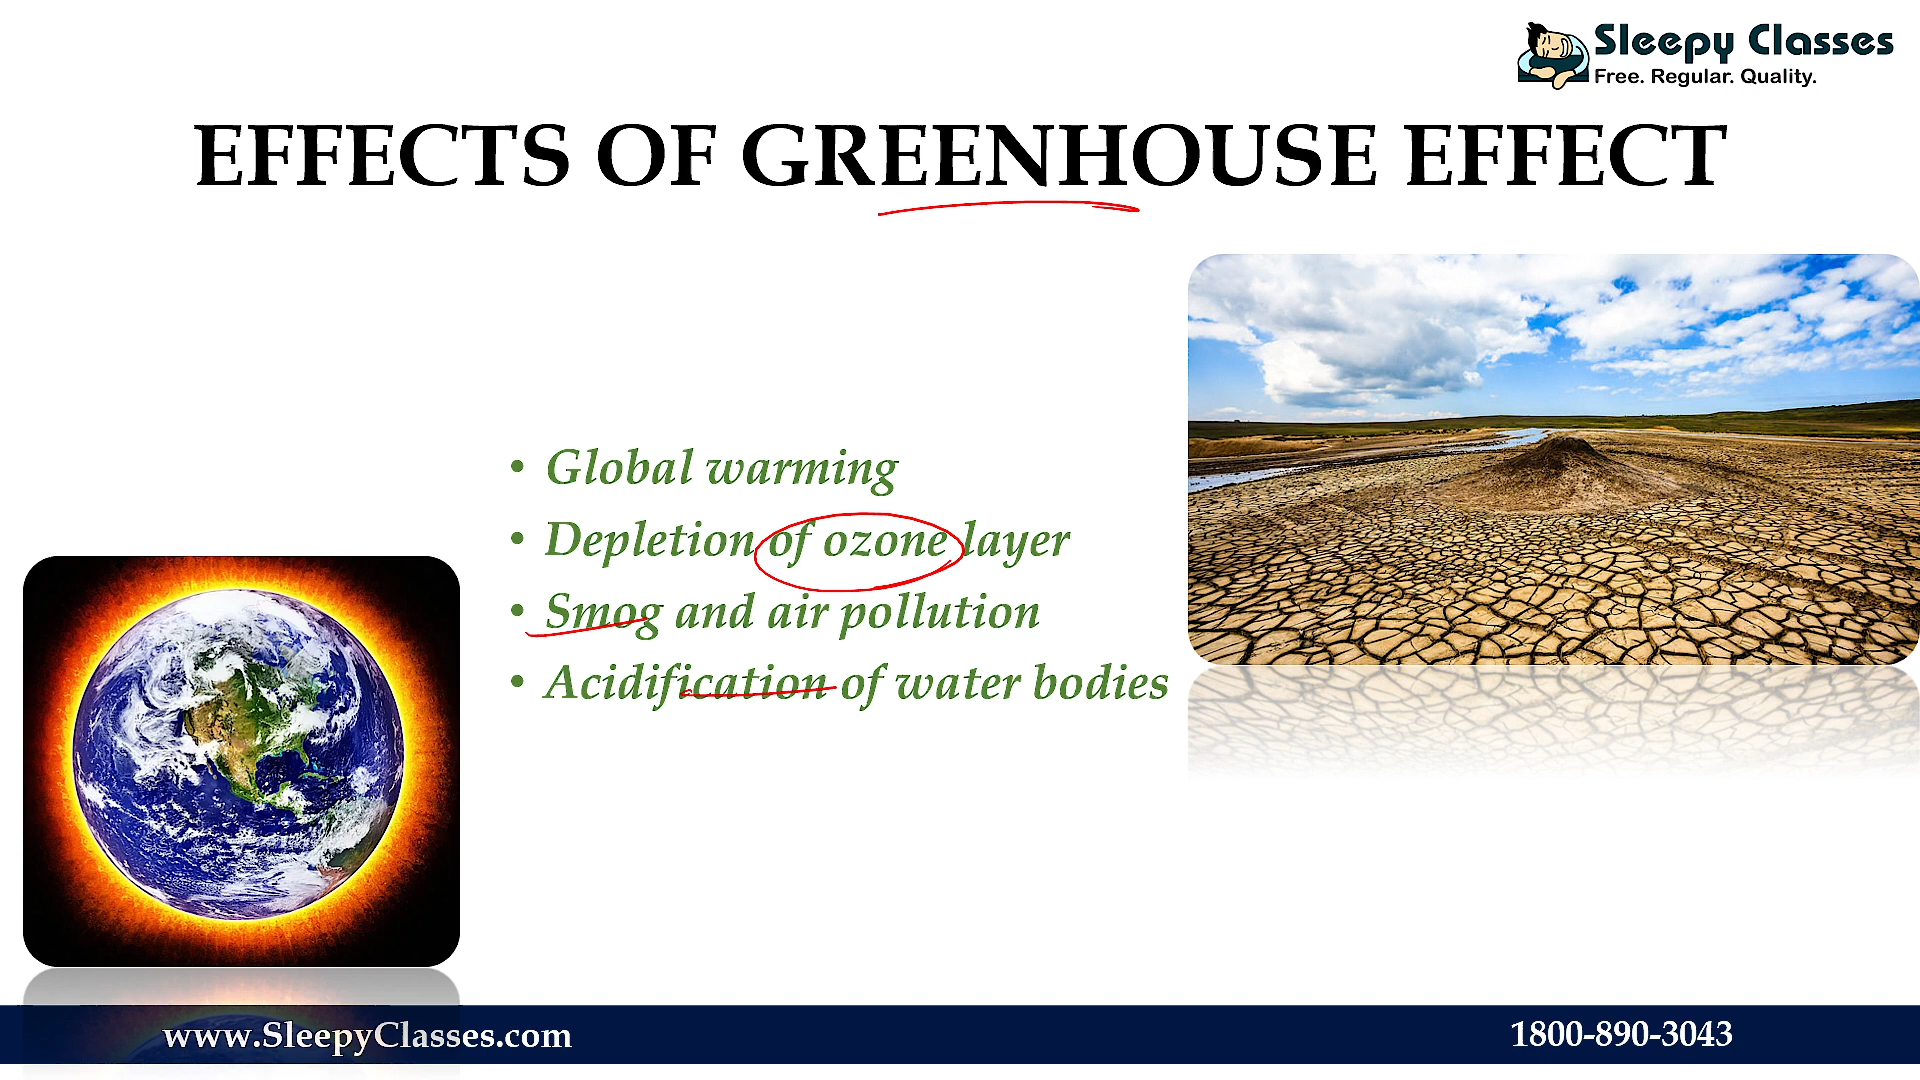 Sleepy Classes
Free. Regular. Quality.
EFFECTS OF GREENHOUSE EFFECT
• Global warming
• Depletion of ozone layer
• Smog and air pollution
• Acidification of water bodies
www.SleepyClasses.com
1800-890-3043